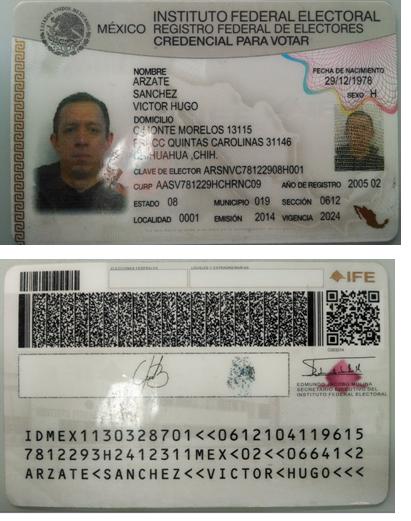 INSTITUTO FEDERAL ELECTORAL
MÉXICO REGISTRO FEDERAL DE ELECTORES
CREDENCIAL PARA VOTAR
NOMBRE
ARZATE
SANCHEZ
VICTOR HUGO
FECHA DE NACIMIENTO
29/12/1978
SEXO H
DOMICILIO
C MONTE MORELOS 13115
QUINTAS CAROLINAS 31146
CHIHUAHUA ,CHIH.
CLAVE DE ELECTOR ARSNVC78122908H001
CURP AASV781229HCHRNC09 AÑO DE REGISTRO 2005 02
ESTADO 08 MUNICIPIO 019 SECCIÓN 0612
LOCALIDAD 0001 EMISIÓN 2014 VIGENCIA 2024
ELECCIONES FEDERALES LOCALES Y EXTRAORDINARIAS
IFE
EDMUNDO JACOBO MOLINA
SECRETARIO EJECUTIVO DEL
INSTITUTO FEDERAL ELECTORAL
IDMEX1130328701<<0612104119615
7812293H2412311MEX<02<<06641<2
ARZATE<SANCHEZ<<VICTOR<HUGO<<<